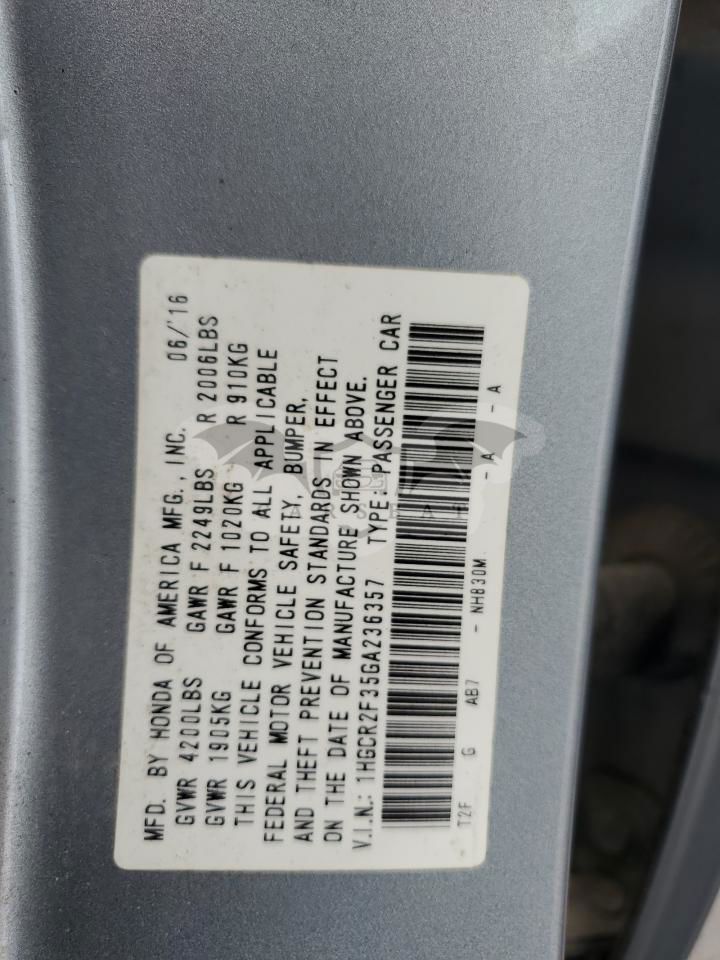 MFD. BY HONDA OF AMERICA MFG., INC. 06/'16
GVWR 4200LBS GAWR F 2249LBS R 2006LBS
GVWR 1905KG GAWR F 1020KG R 910KG
THIS VEHICLE CONFORMS TO ALL APPLICABLE
FEDERAL MOTOR VEHICLE SAFETY, BUMPER,
AND THEFT PREVENTION STANDARDS IN EFFECT
ON THE DATE OF MANUFACTURE SHOWN ABOVE.
V.I.N.: 1HGCR2F35GA236357 TYPE: PASSENGER CAR
T2F G AB7 - NH830M - A - A